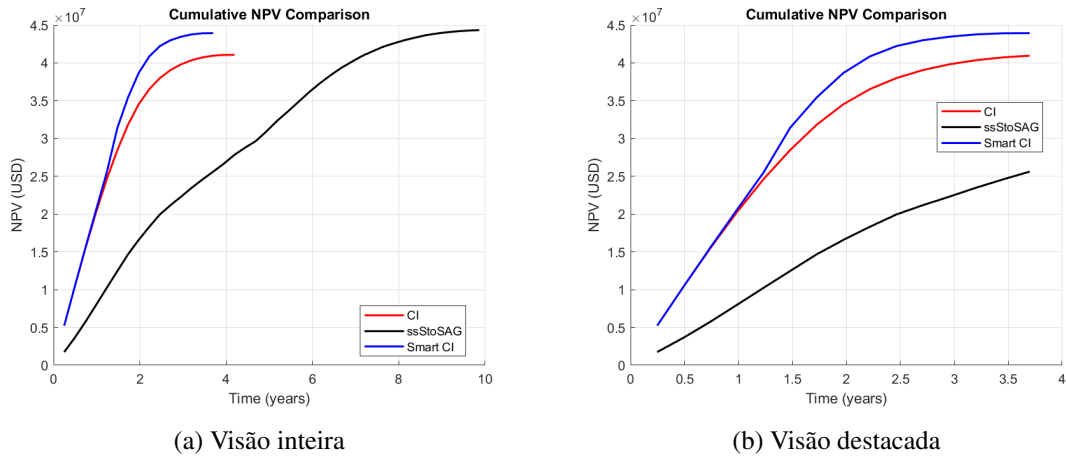 Cumulative NPV Comparison
×10^7
4.5
4
3.5
3
2.5
2
1.5
1
0.5
0
NPV (USD)
0 2 4 6 8 10
Time (years)
CI
ssStoSAG
Smart CI
(a) Visão inteira
Cumulative NPV Comparison
×10^7
4.5
4
3.5
3
2.5
2
1.5
1
0.5
0
NPV (USD)
0 0.5 1 1.5 2 2.5 3 3.5 4
Time (years)
CI
ssStoSAG
Smart CI
(b) Visão destacada